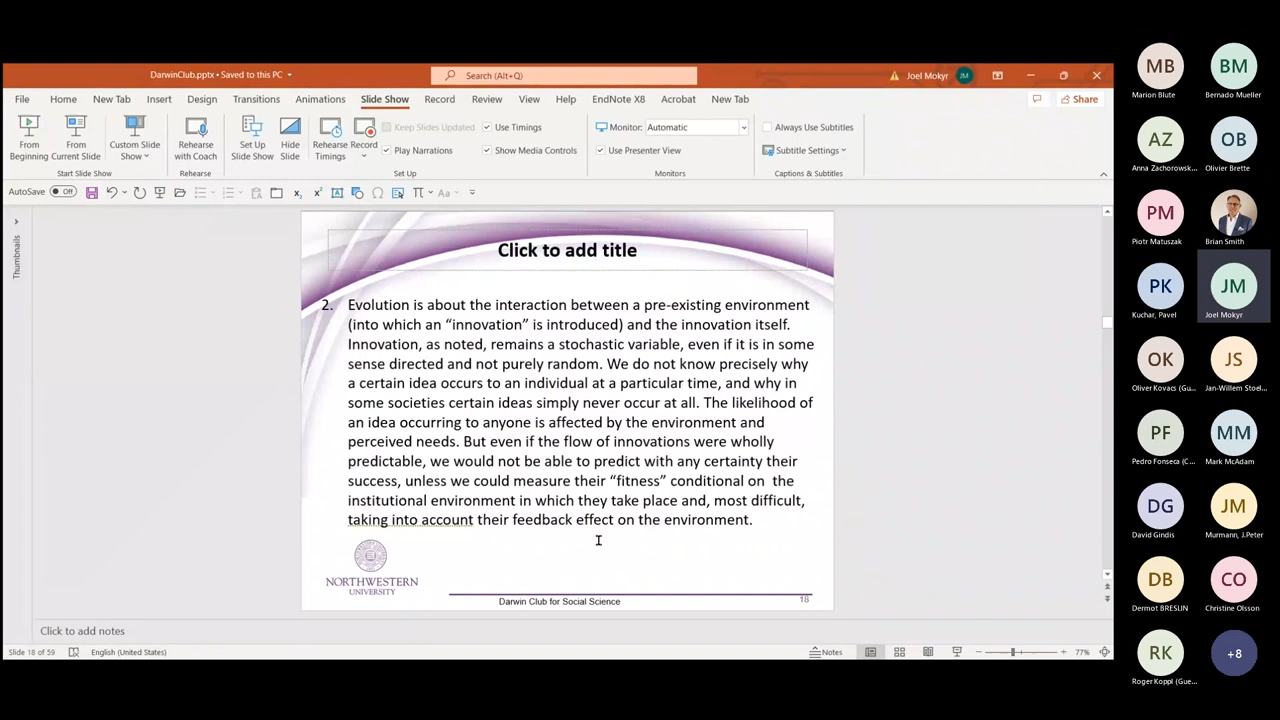 DarwinClub.pptx • Saved to this PC
Search (Alt+Q)
Joel Mokyr JM
File Home New Tab Insert Design Transitions Animations Slide Show Record Review View Help EndNote X8 Acrobat New Tab Share
From Beginning
From Current Slide
Custom Slide Show
Start Slide Show
Rehearse with Coach
Rehearse
Set Up Slide Show
Hide Slide
Rehearse Timings
Record
Keep Slides Updated
Play Narrations
Use Timings
Show Media Controls
Set Up
Monitor: Automatic
Use Presenter View
Monitors
Always Use Subtitles
Subtitle Settings
Captions & Subtitles
AutoSave Off
Thumbnails
Click to add title
2. Evolution is about the interaction between a pre-existing environment
(into which an “innovation” is introduced) and the innovation itself.
Innovation, as noted, remains a stochastic variable, even if it is in some
sense directed and not purely random. We do not know precisely why
a certain idea occurs to an individual at a particular time, and why in
some societies certain ideas simply never occur at all. The likelihood of
an idea occurring to anyone is affected by the environment and
perceived needs. But even if the flow of innovations were wholly
predictable, we would not be able to predict with any certainty their
success, unless we could measure their “fitness” conditional on the
institutional environment in which they take place and, most difficult,
taking into account their feedback effect on the environment.
NORTHWESTERN
UNIVERSITY
Darwin Club for Social Science
18
Click to add notes
Slide 18 of 59 English (United States) Notes 77%
MB BM
Marion Blute Bernado Mueller
AZ OB
Anna Zachorowsk... Olivier Brette
PM
Piotr Matuszak Brian Smith
PK JM
Kuchar, Pavel Joel Mokyr
OK JS
Oliver Kovacs (Gu... Jan-Willem Stoel...
PF MM
Pedro Fonseca (C... Mark McAdam
DG JM
David Gindis Murmann, J.Peter
DB CO
Dermot BRESLIN Christine Olsson
RK +8
Roger Koppl (Gue...